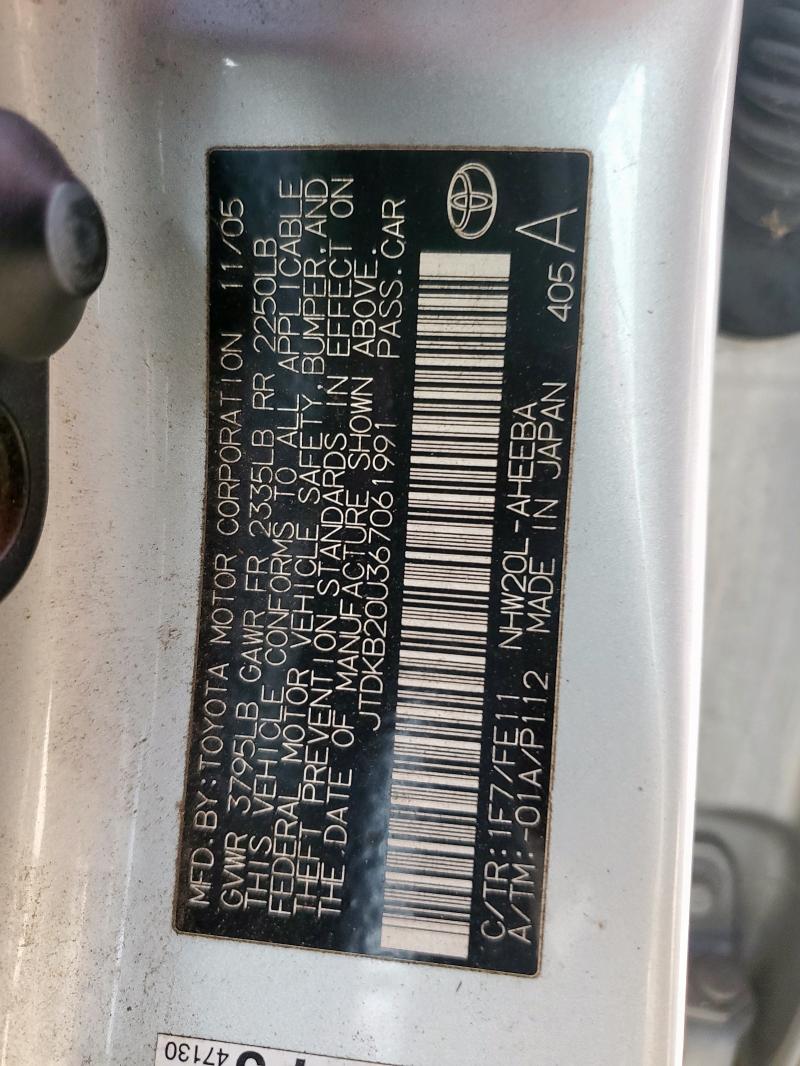 MFD. BY: TOYOTA MOTOR CORPORATION 11/05
GVWR 3795LB GAWR FR 2335LB RR 2250LB
THIS VEHICLE CONFORMS TO ALL APPLICABLE
FEDERAL MOTOR VEHICLE SAFETY, BUMPER, AND
THEFT PREVENTION STANDARDS IN EFFECT ON
THE DATE OF MANUFACTURE SHOWN ABOVE.
JTDKB20U367061991 PASS. CAR
C/TR: 1F7/FE11 NHW20L-AHEEBA
A/TM: -01A/P112 MADE IN JAPAN 405 A
47130